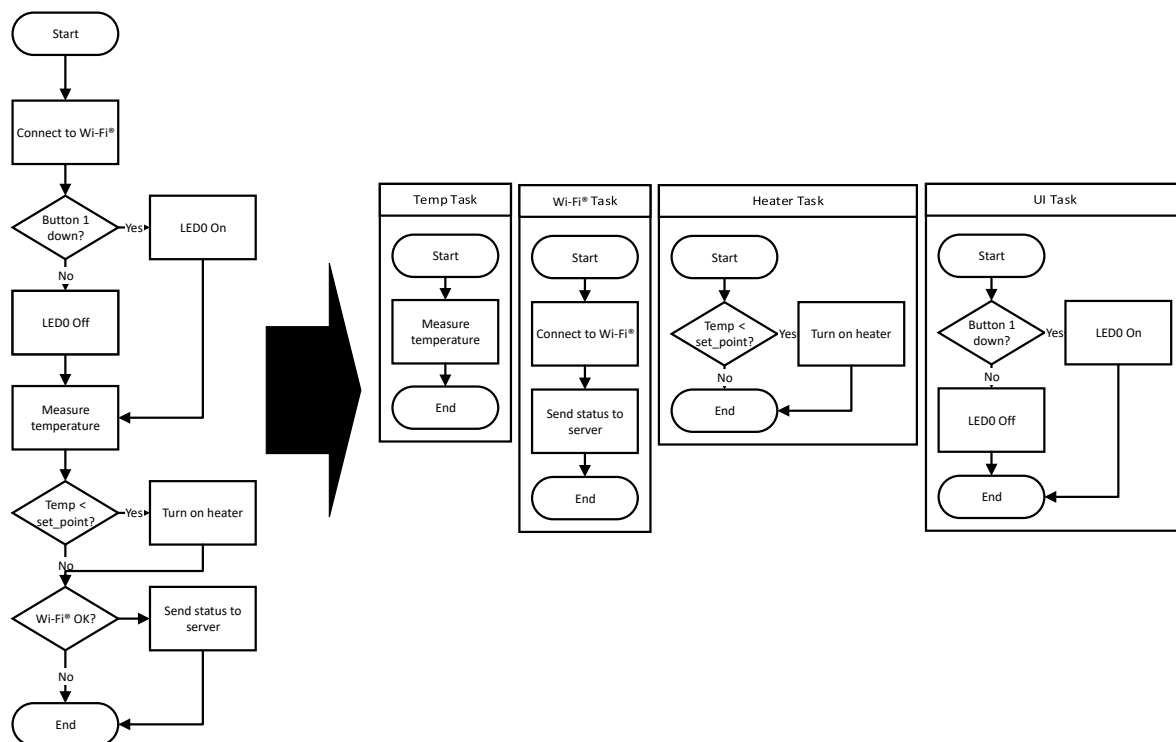 Start
Connect to Wi-Fi®
Button 1
down?
Yes
LED0 On
No
LED0 Off
Measure
temperature
Temp <
set_point?
Yes
Turn on heater
No
Wi-Fi® OK?
Send status to
server
No
End
Temp Task
Start
Measure
temperature
End
Wi-Fi® Task
Start
Connect to Wi-Fi®
Send status to
server
End
Heater Task
Start
Temp <
set_point?
Yes
Turn on heater
No
End
UI Task
Start
Button 1
down?
Yes
LED0 On
No
LED0 Off
End